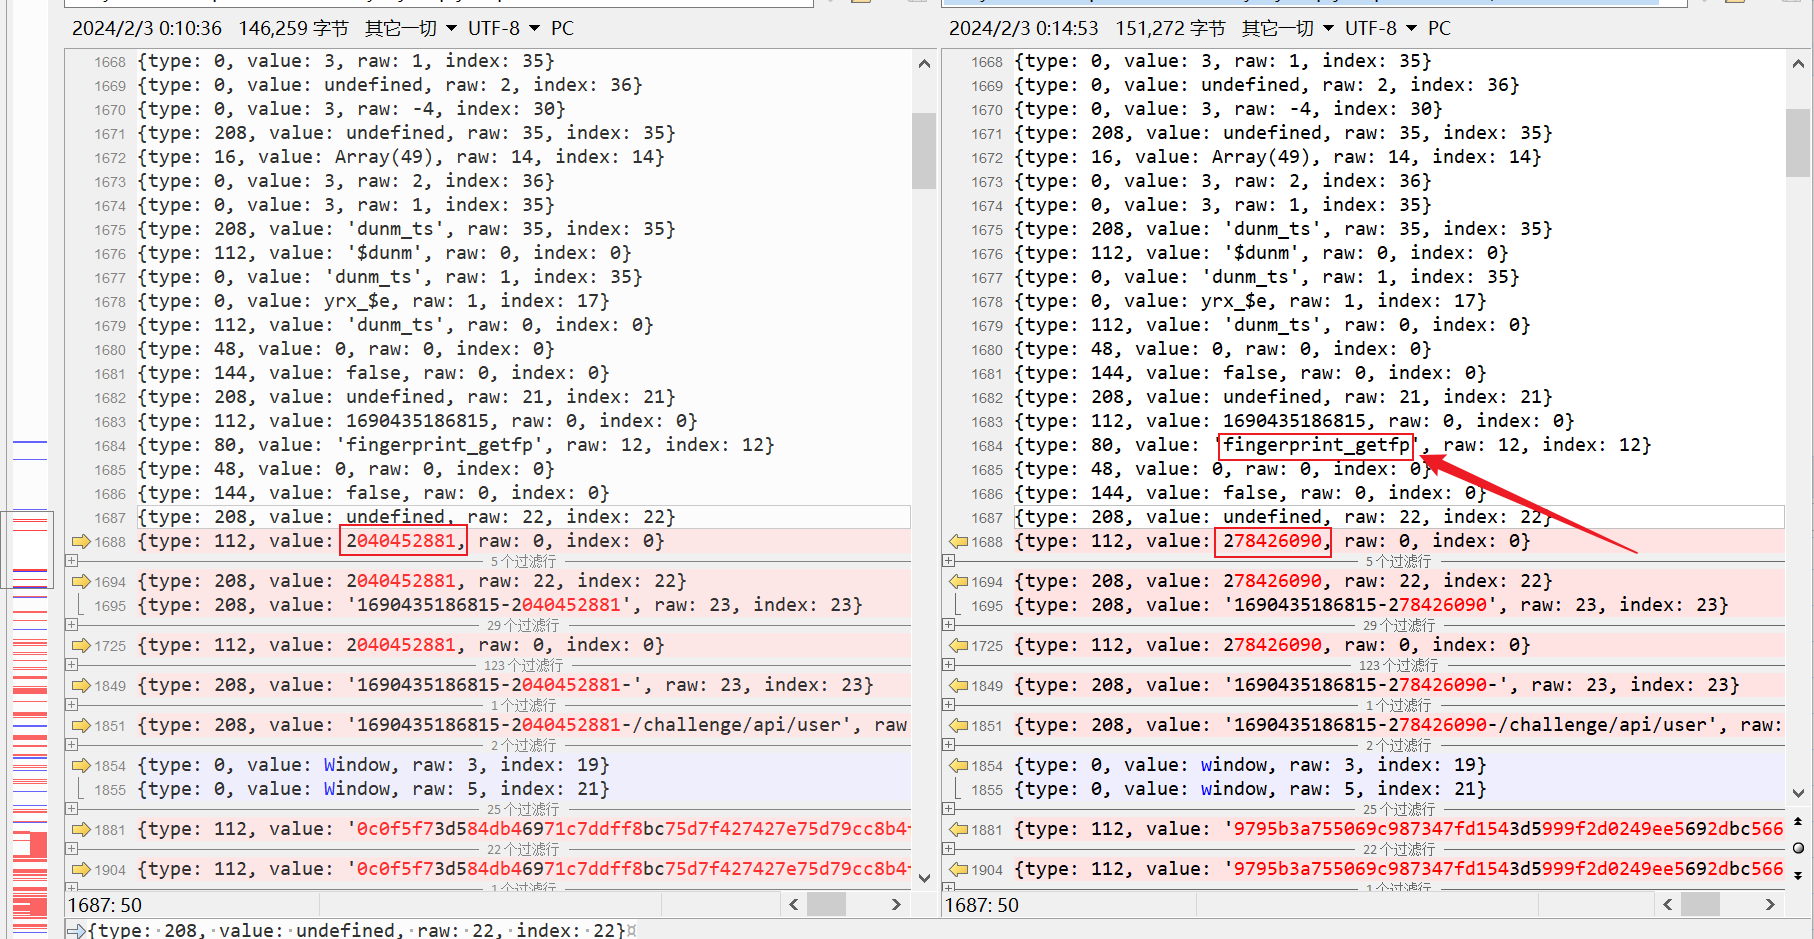 2024/2/3 0:10:36 146,259 字节 其它一切 UTF-8 PC
1668 {type: 0, value: 3, raw: 1, index: 35}
1669 {type: 0, value: undefined, raw: 2, index: 36}
1670 {type: 0, value: 3, raw: -4, index: 30}
1671 {type: 208, value: undefined, raw: 35, index: 35}
1672 {type: 16, value: Array(49), raw: 14, index: 14}
1673 {type: 0, value: 3, raw: 2, index: 36}
1674 {type: 0, value: 3, raw: 1, index: 35}
1675 {type: 208, value: 'dunm_ts', raw: 35, index: 35}
1676 {type: 112, value: '$dunm', raw: 0, index: 0}
1677 {type: 0, value: 'dunm_ts', raw: 1, index: 35}
1678 {type: 0, value: yrx_$e, raw: 1, index: 17}
1679 {type: 112, value: 'dunm_ts', raw: 0, index: 0}
1680 {type: 48, value: 0, raw: 0, index: 0}
1681 {type: 144, value: false, raw: 0, index: 0}
1682 {type: 208, value: undefined, raw: 21, index: 21}
1683 {type: 112, value: 1690435186815, raw: 0, index: 0}
1684 {type: 80, value: 'fingerprint_getfp', raw: 12, index: 12}
1685 {type: 48, value: 0, raw: 0, index: 0}
1686 {type: 144, value: false, raw: 0, index: 0}
1687 {type: 208, value: undefined, raw: 22, index: 22}
1688 {type: 112, value: 2040452881, raw: 0, index: 0}
5个过滤行
1694 {type: 208, value: 2040452881, raw: 22, index: 22}
1695 {type: 208, value: '1690435186815-2040452881', raw: 23, index: 23}
29个过滤行
1725 {type: 112, value: 2040452881, raw: 0, index: 0}
123个过滤行
1849 {type: 208, value: '1690435186815-2040452881-', raw: 23, index: 23}
1个过滤行
1851 {type: 208, value: '1690435186815-2040452881-/challenge/api/user', raw
2个过滤行
1854 {type: 0, value: Window, raw: 3, index: 19}
1855 {type: 0, value: Window, raw: 5, index: 21}
25个过滤行
1881 {type: 112, value: '0c0f5f73d584db46971c7ddff8bc75d7f427427e75d79cc8b4
22个过滤行
1904 {type: 112, value: '0c0f5f73d584db46971c7ddff8bc75d7f427427e75d79cc8b4
1个过滤行
1687: 50
2024/2/3 0:14:53 151,272 字节 其它一切 UTF-8 PC
1668 {type: 0, value: 3, raw: 1, index: 35}
1669 {type: 0, value: undefined, raw: 2, index: 36}
1670 {type: 0, value: 3, raw: -4, index: 30}
1671 {type: 208, value: undefined, raw: 35, index: 35}
1672 {type: 16, value: Array(49), raw: 14, index: 14}
1673 {type: 0, value: 3, raw: 2, index: 36}
1674 {type: 0, value: 3, raw: 1, index: 35}
1675 {type: 208, value: 'dunm_ts', raw: 35, index: 35}
1676 {type: 112, value: '$dunm', raw: 0, index: 0}
1677 {type: 0, value: 'dunm_ts', raw: 1, index: 35}
1678 {type: 0, value: yrx_$e, raw: 1, index: 17}
1679 {type: 112, value: 'dunm_ts', raw: 0, index: 0}
1680 {type: 48, value: 0, raw: 0, index: 0}
1681 {type: 144, value: false, raw: 0, index: 0}
1682 {type: 208, value: undefined, raw: 21, index: 21}
1683 {type: 112, value: 1690435186815, raw: 0, index: 0}
1684 {type: 80, value: 'fingerprint_getfp', raw: 12, index: 12}
1685 {type: 48, value: 0, raw: 0, index: 0}
1686 {type: 144, value: false, raw: 0, index: 0}
1687 {type: 208, value: undefined, raw: 22, index: 22}
1688 {type: 112, value: 278426090, raw: 0, index: 0}
5个过滤行
1694 {type: 208, value: 278426090, raw: 22, index: 22}
1695 {type: 208, value: '1690435186815-278426090', raw: 23, index: 23}
29个过滤行
1725 {type: 112, value: 278426090, raw: 0, index: 0}
123个过滤行
1849 {type: 208, value: '1690435186815-278426090-', raw: 23, index: 23}
1个过滤行
1851 {type: 208, value: '1690435186815-278426090-/challenge/api/user', raw:
2个过滤行
1854 {type: 0, value: window, raw: 3, index: 19}
1855 {type: 0, value: window, raw: 5, index: 21}
25个过滤行
1881 {type: 112, value: '9795b3a755069c987347fd1543d5999f2d0249ee5692dbc566
22个过滤行
1904 {type: 112, value: '9795b3a755069c987347fd1543d5999f2d0249ee5692dbc566
1个过滤行
1687: 50
{type: 208, value: undefined, raw: 22, index: 22}¤